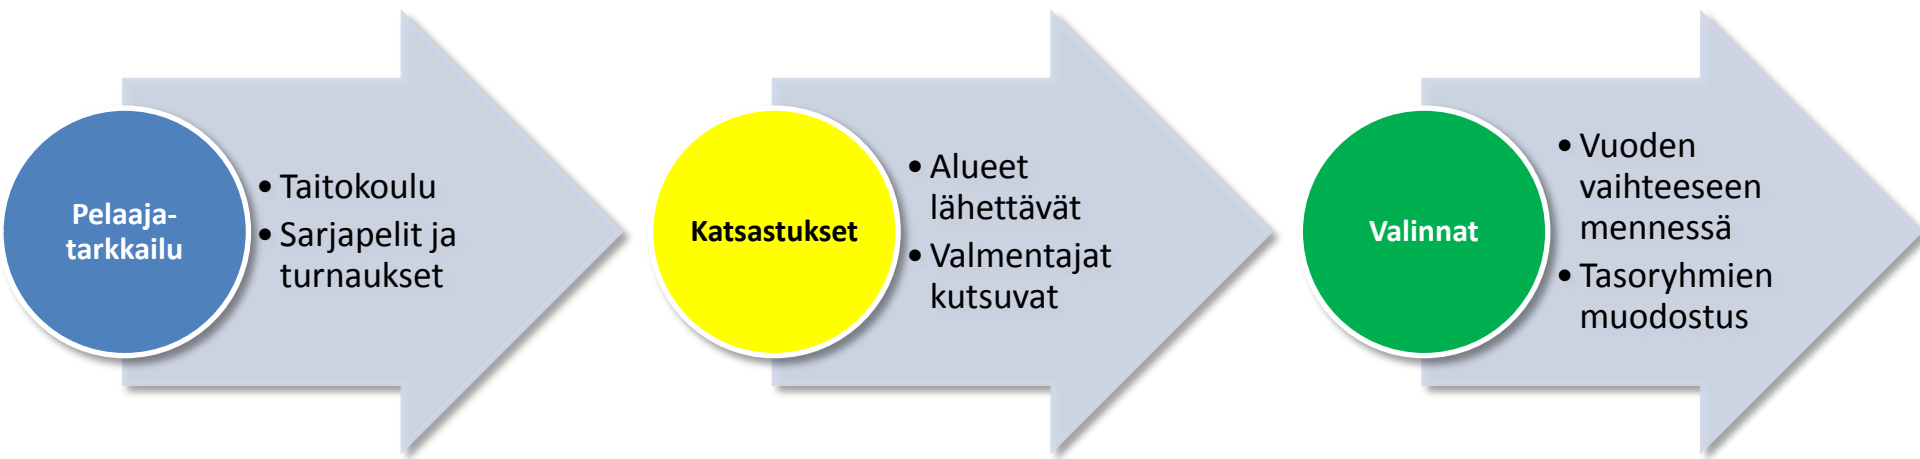 Pelaaja-
tarkkailu
• Taitokoulu
• Sarjapelit ja
turnaukset
Katsastukset
• Alueet
lähettävät
• Valmentajat
kutsuvat
Valinnat
• Vuoden
vaihteeseen
mennessä
• Tasoryhmien
muodostus